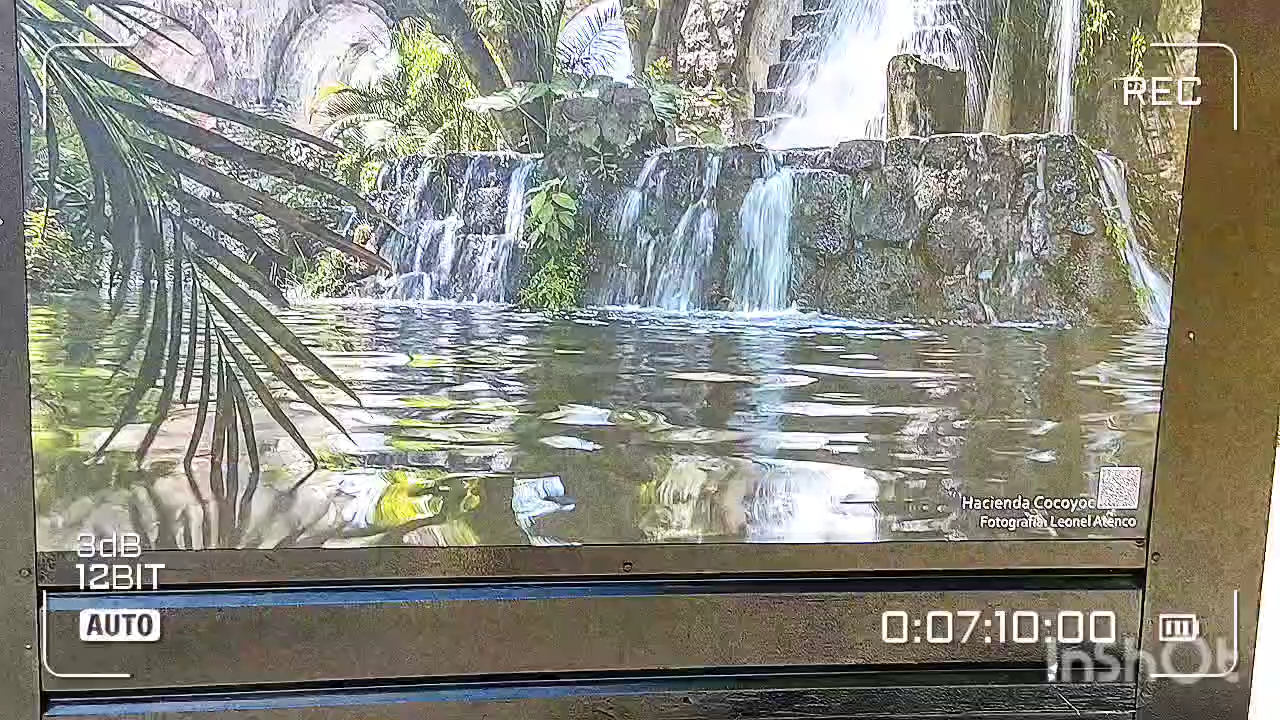 REC
Hacienda Cocoyoc
Fotografía: Leonel Atenco
3dB
12BIT
AUTO
0:07:10:00
InShOt